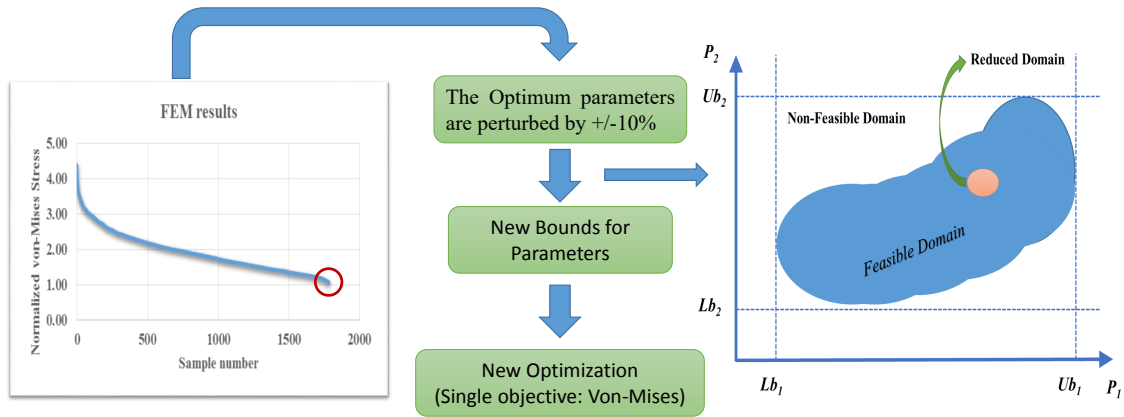 FEM results
Normalized von-Mises Stress
5.00
4.00
3.00
2.00
1.00
0.00
0
500
1000
1500
2000
Sample number
The Optimum parameters
are perturbed by +/-10%
New Bounds for
Parameters
New Optimization
(Single objective: Von-Mises)
P2
Reduced Domain
Ub2
Non-Feasible Domain
Feasible Domain
Lb2
Lb1
Ub1
P1